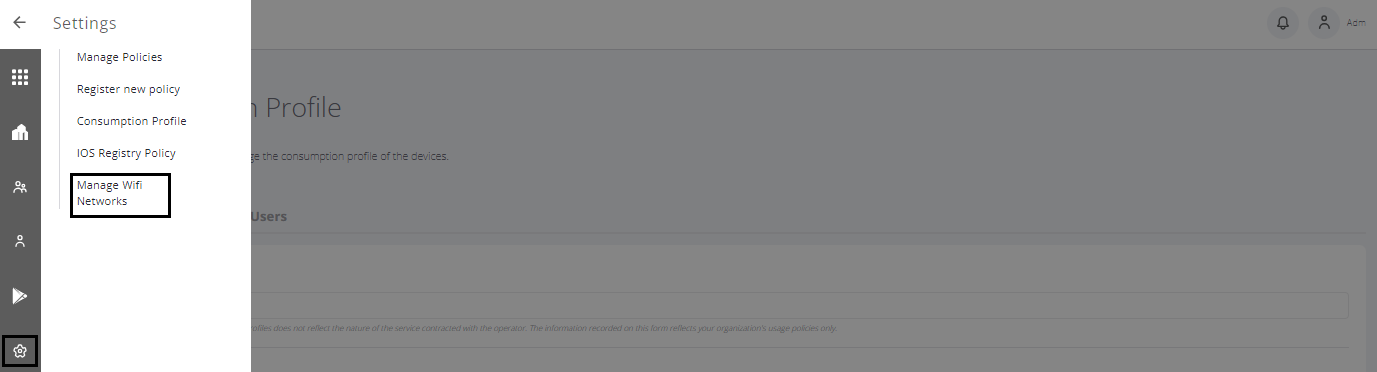 Settings
Adm
Manage Policies
Register new policy
Consumption Profile
IOS Registry Policy
Manage Wifi
Networks
Profile
the consumption profile of the devices.
Users
does not reflect the nature of the service contracted with the operator. The information recorded on this form reflects your organization's usage policies only.